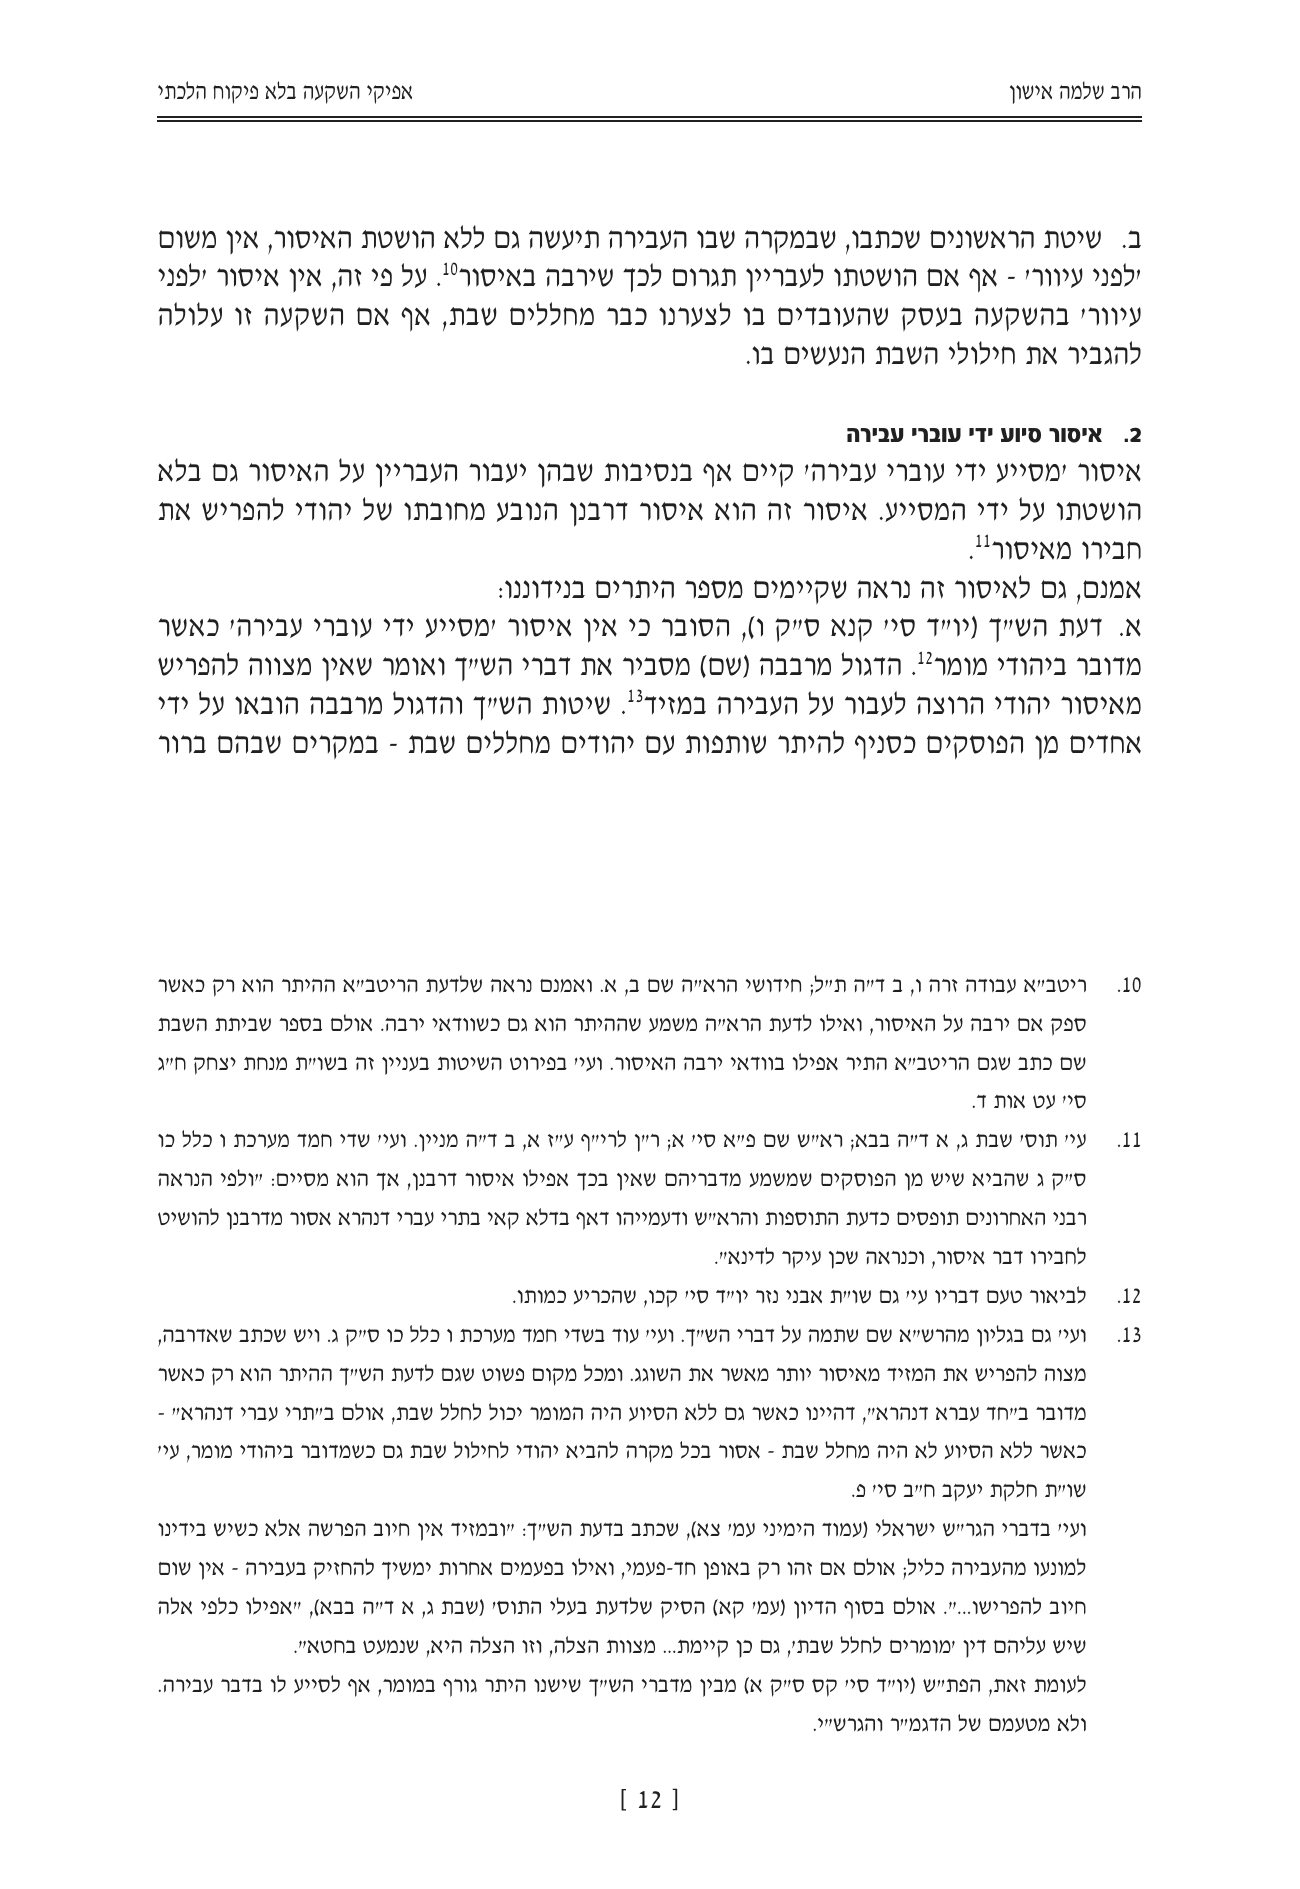 הרב שלמה אישון
אפיקי השקעה בלא פיקוח הלכתי
ב. שיטת הראשונים שכתבו, שבמקרה שבו העבירה תיעשה גם ללא הושטת האיסור, אין משום
'לפני עיוור' - אף אם הושטתו לעבריין תגרום לכך שירבה באיסור10. על פי זה, אין איסור 'לפני
עיוור' בהשקעה בעסק שהעובדים בו לצערנו כבר מחללים שבת, אף אם השקעה זו עלולה
להגביר את חילולי השבת הנעשים בו.
2. איסור סיוע ידי עוברי עבירה
איסור 'מסייע ידי עוברי עבירה' קיים אף בנסיבות שבהן יעבור העבריין על האיסור גם בלא
הושטתו על ידי המסייע. איסור זה הוא איסור דרבנן הנובע מחובתו של יהודי להפריש את
חבירו מאיסור11.
אמנם, גם לאיסור זה נראה שקיימים מספר היתרים בנידוננו:
א. דעת הש"ך (יו"ד סי' קנא ס"ק ו), הסובר כי אין איסור 'מסייע ידי עוברי עבירה' כאשר
מדובר ביהודי מומר12. הדגול מרבבה (שם) מסביר את דברי הש"ך ואומר שאין מצווה להפריש
מאיסור יהודי הרוצה לעבור על העבירה במזיד13. שיטות הש"ך והדגול מרבבה הובאו על ידי
אחדים מן הפוסקים כסניף להיתר שותפות עם יהודים מחללים שבת - במקרים שבהם ברור
10. ריטב"א עבודה זרה ו, ב ד"ה ת"ל; חידושי הרא"ה שם ב, א. ואמנם נראה שלדעת הריטב"א ההיתר הוא רק כאשר
ספק אם ירבה על האיסור, ואילו לדעת הרא"ה משמע שההיתר הוא גם כשוודאי ירבה. אולם בספר שביתת השבת
שם כתב שגם הריטב"א התיר אפילו בוודאי ירבה האיסור. ועי' בפירוט השיטות בעניין זה בשו"ת מנחת יצחק ח"ג
סי' עט אות ד.
11. עי' תוס' שבת ג, א ד"ה בבא; רא"ש שם פ"א סי' א; ר"ן לרי"ף ע"ז א, ב ד"ה מניין. ועי' שדי חמד מערכת ו כלל כו
ס"ק ג שהביא שיש מן הפוסקים שמשמע מדבריהם שאין בכך אפילו איסור דרבנן, אך הוא מסיים: "ולפי הנראה
רבני האחרונים תופסים כדעת התוספות והרא"ש ודעמייהו דאף בדלא קאי בתרי עברי דנהרא אסור מדרבנן להושיט
לחבירו דבר איסור, וכנראה שכן עיקר לדינא".
12. לביאור טעם דבריו עי' גם שו"ת אבני נזר יו"ד סי' קכו, שהכריע כמותו.
13. ועי' גם בגליון מהרש"א שם שתמה על דברי הש"ך. ועי' עוד בשדי חמד מערכת ו כלל כו ס"ק ג. ויש שכתב שאדרבה,
מצוה להפריש את המזיד מאיסור יותר מאשר את השוגג. ומכל מקום פשוט שגם לדעת הש"ך ההיתר הוא רק כאשר
מדובר ב"חד עברא דנהרא", דהיינו כאשר גם ללא הסיוע היה המומר יכול לחלל שבת, אולם ב"תרי עברי דנהרא" -
כאשר ללא הסיוע לא היה מחלל שבת - אסור בכל מקרה להביא יהודי לחילול שבת גם כשמדובר ביהודי מומר, עי'
שו"ת חלקת יעקב ח"ב סי' פ.
ועי' בדברי הגר"ש ישראלי (עמוד הימיני עמ' צא), שכתב בדעת הש"ך: "ובמזיד אין חיוב הפרשה אלא כשיש בידינו
למונעו מהעבירה כליל; אולם אם זהו רק באופן חד-פעמי, ואילו בפעמים אחרות ימשיך להחזיק בעבירה - אין שום
חיוב להפרישו...". אולם בסוף הדיון (עמ' קא) הסיק שלדעת בעלי התוס' (שבת ג, א ד"ה בבא), "אפילו כלפי אלה
שיש עליהם דין 'מומרים לחלל שבת', גם כן קיימת... מצוות הצלה, וזו הצלה היא, שנמעט בחטא".
לעומת זאת, הפת"ש (יו"ד סי' קס ס"ק א) מבין מדברי הש"ך שישנו היתר גורף במומר, אף לסייע לו בדבר עבירה.
ולא מטעמם של הדגמ"ר והגרש"י.
[ 12 ]